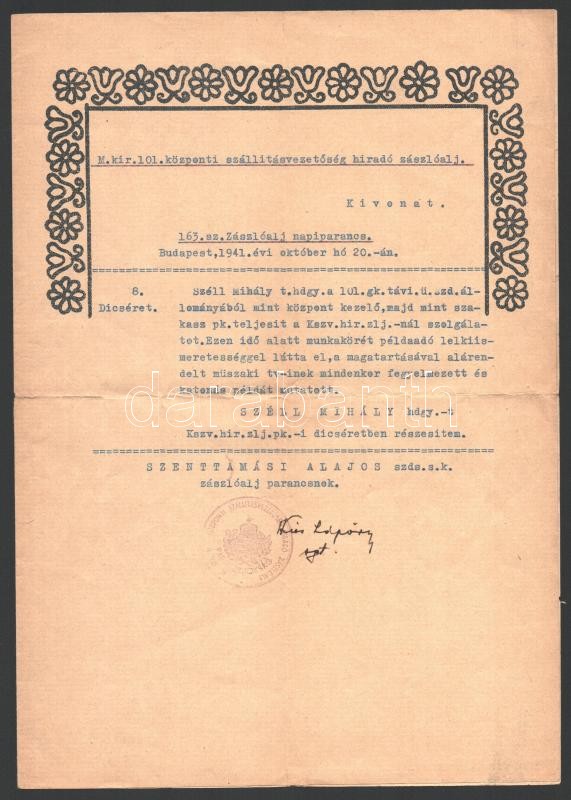 M.kir.101.központi szállitásvezetőség hiradó zászlóalj.
Kivonat.
163.sz.Zászlóalj napiparancs.
Budapest,1941.évi október hó 20.-án.
8.
Dicséret.
Széll Mihály t.hdgy.a 101.gk.távi.ü.szd.ál-
lományából mint központ kezelő,majd mint sza-
kasz pk.teljesit a Kszv.hir.zlj.-nál szolgála-
tot.Ezen idő alatt munkakörét példaadó lelkiis-
meretességgel látta el,a magatartásával aláren-
delt müszaki tv-inek mindenkor fegyelmezett és
katonás példát mutatott.
SZÉLL MIHÁLY hdgy.-t
Kszv.hir.zlj.pk.-i dicséretben részesitem.
SZENTTAMÁSI ALAJOS szds.s.k.
zászlóalj parancsnok.
darabanth